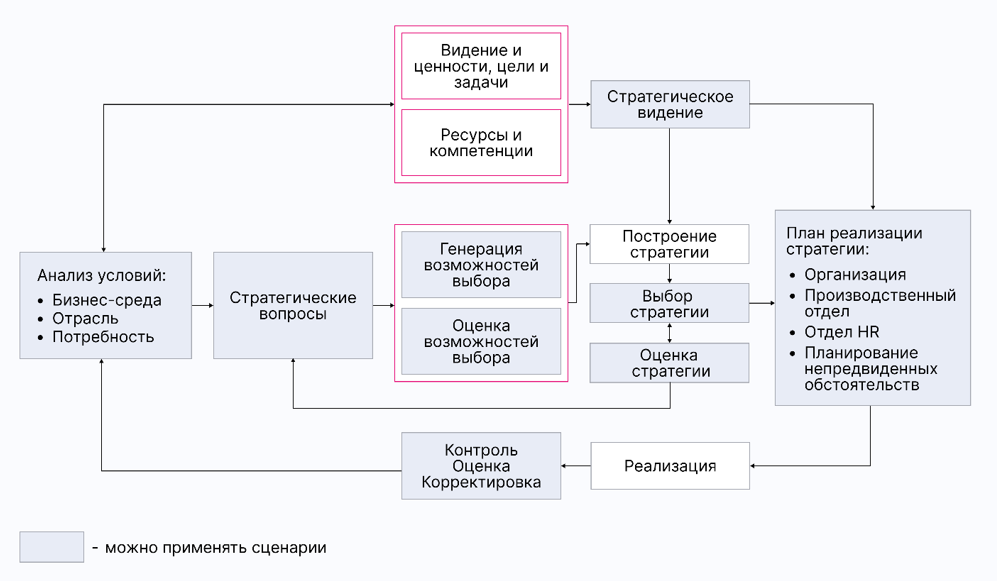 Видение и
ценности, цели и
задачи
Ресурсы и
компетенции
Стратегическое
видение
Анализ условий:
• Бизнес-среда
• Отрасль
• Потребность
Стратегические
вопросы
Генерация
возможностей
выбора
Оценка
возможностей
выбора
Построение
стратегии
Выбор
стратегии
Оценка
стратегии
План реализации
стратегии:
• Организация
• Производственный
отдел
• Отдел HR
• Планирование
непредвиденных
обстоятельств
Контроль
Оценка
Корректировка
Реализация
- можно применять сценарии